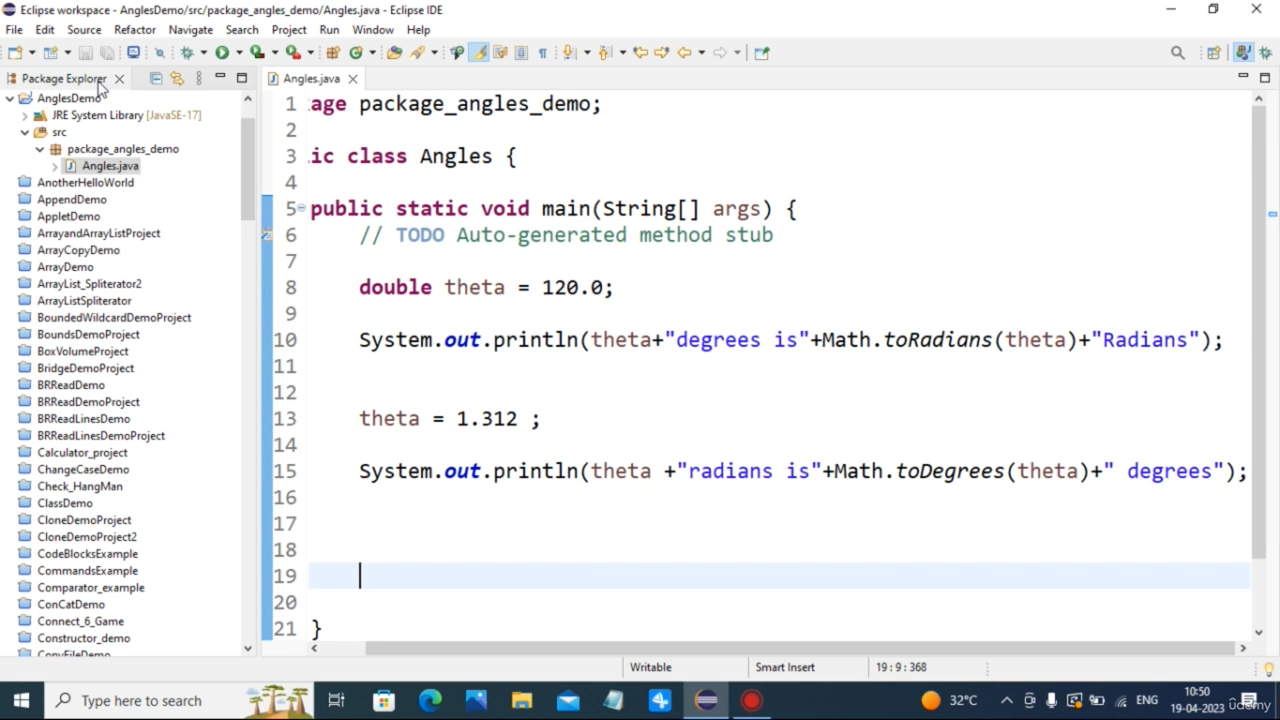 Eclipse workspace - AnglesDemo/src/package_angles_demo/Angles.java - Eclipse IDE
File Edit Source Refactor Navigate Search Project Run Window Help
Package Explorer
AnglesDemo
JRE System Library [JavaSE-17]
src
package_angles_demo
Angles.java
AnotherHelloWorld
AppendDemo
AppletDemo
ArrayandArrayListProject
ArrayCopyDemo
ArrayDemo
ArrayList_Spliterator2
ArrayListSpliterator
BoundedWildcardDemoProject
BoundsDemoProject
BoxVolumeProject
BridgeDemoProject
BRReadDemo
BRReadDemoProject
BRReadLinesDemo
BRReadLinesDemoProject
Calculator_project
ChangeCaseDemo
Check_HangMan
ClassDemo
CloneDemoProject
CloneDemoProject2
CodeBlocksExample
CommandsExample
Comparator_example
ConCatDemo
Connect_6_Game
Constructor_demo
CopyFileDemo
Angles.java
1 age package_angles_demo;
2
3 ic class Angles {
4
5 public static void main(String[] args) {
6 // TODO Auto-generated method stub
7
8 double theta = 120.0;
9
10 System.out.println(theta+"degrees is"+Math.toRadians(theta)+"Radians");
11
12
13 theta = 1.312 ;
14
15 System.out.println(theta +"radians is"+Math.toDegrees(theta)+" degrees");
16
17
18
19
20
21 }
Writable Smart Insert 19 : 9 : 368
Type here to search
32°C ENG
10:50
19-04-2023
udemy